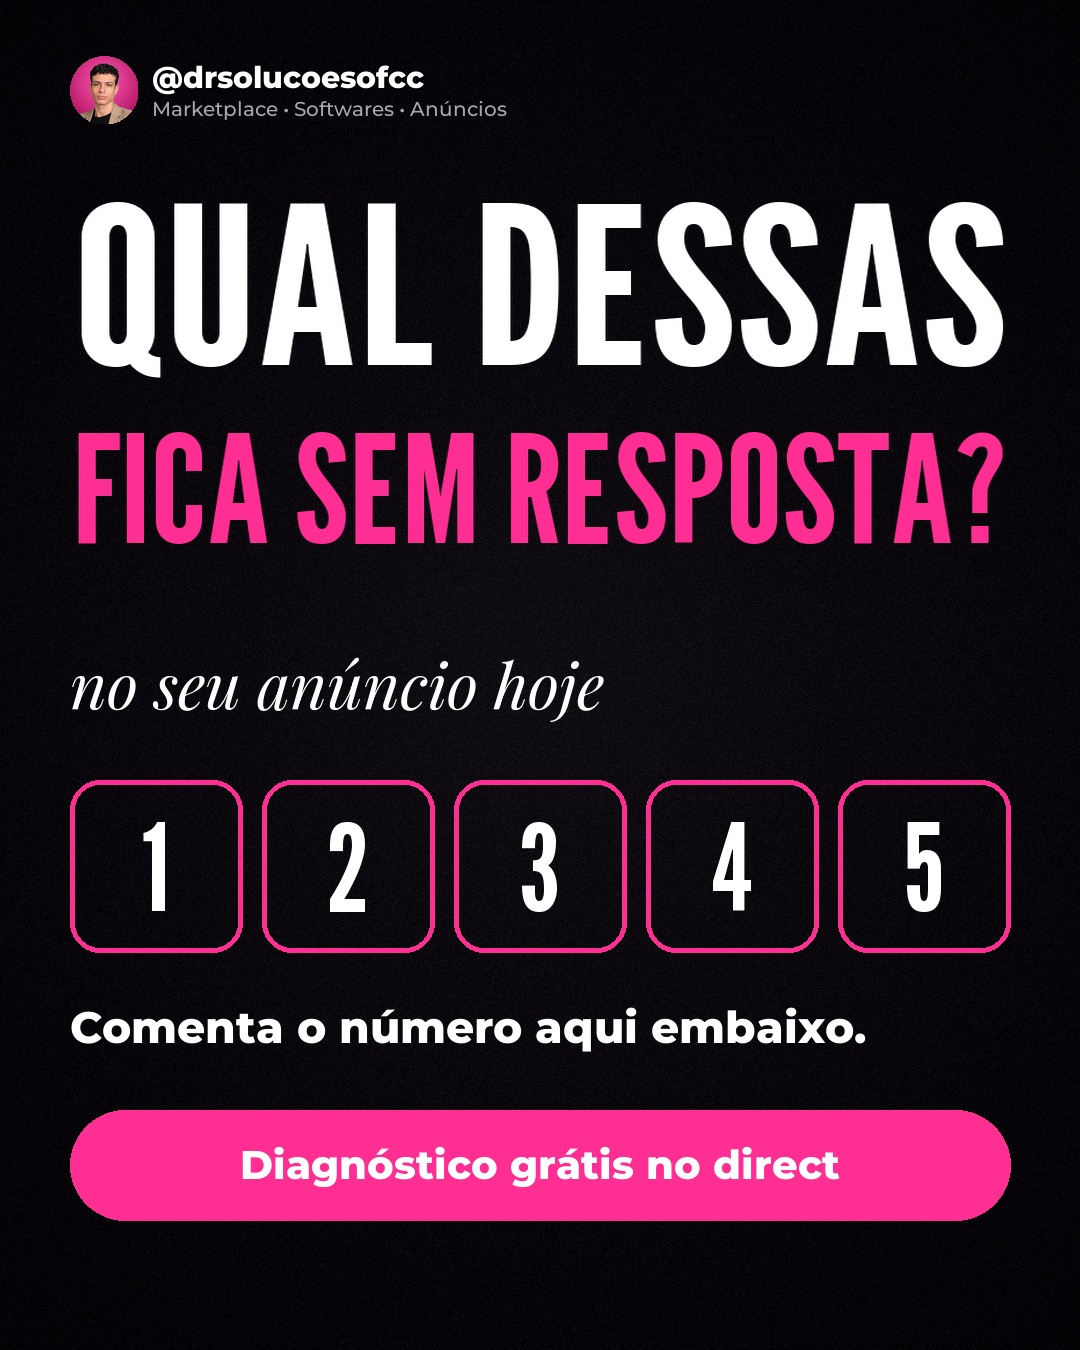 @drsolucoesofcc
Marketplace • Softwares • Anúncios
QUAL DESSAS
FICA SEM RESPOSTA?
no seu anúncio hoje
1 2 3 4 5
Comenta o número aqui embaixo.
Diagnóstico grátis no direct